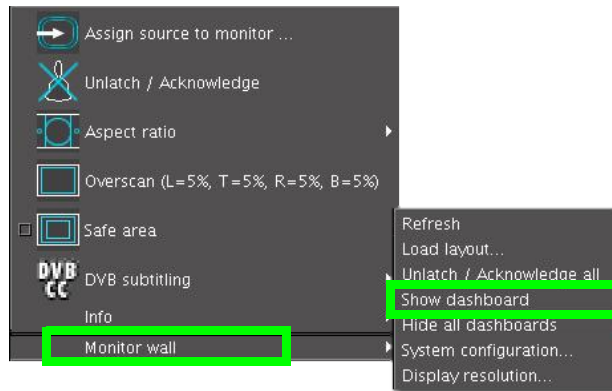 Assign source to monitor ...
Unlatch / Acknowledge
Aspect ratio
Overscan (L=5%, T=5%, R=5%, B=5%)
Safe area
DVB
CC
DVB subtitling
Info
Monitor wall
Refresh
Load layout...
Unlatch / Acknowledge all
Show dashboard
Hide all dashboards
System configuration...
Display resolution...